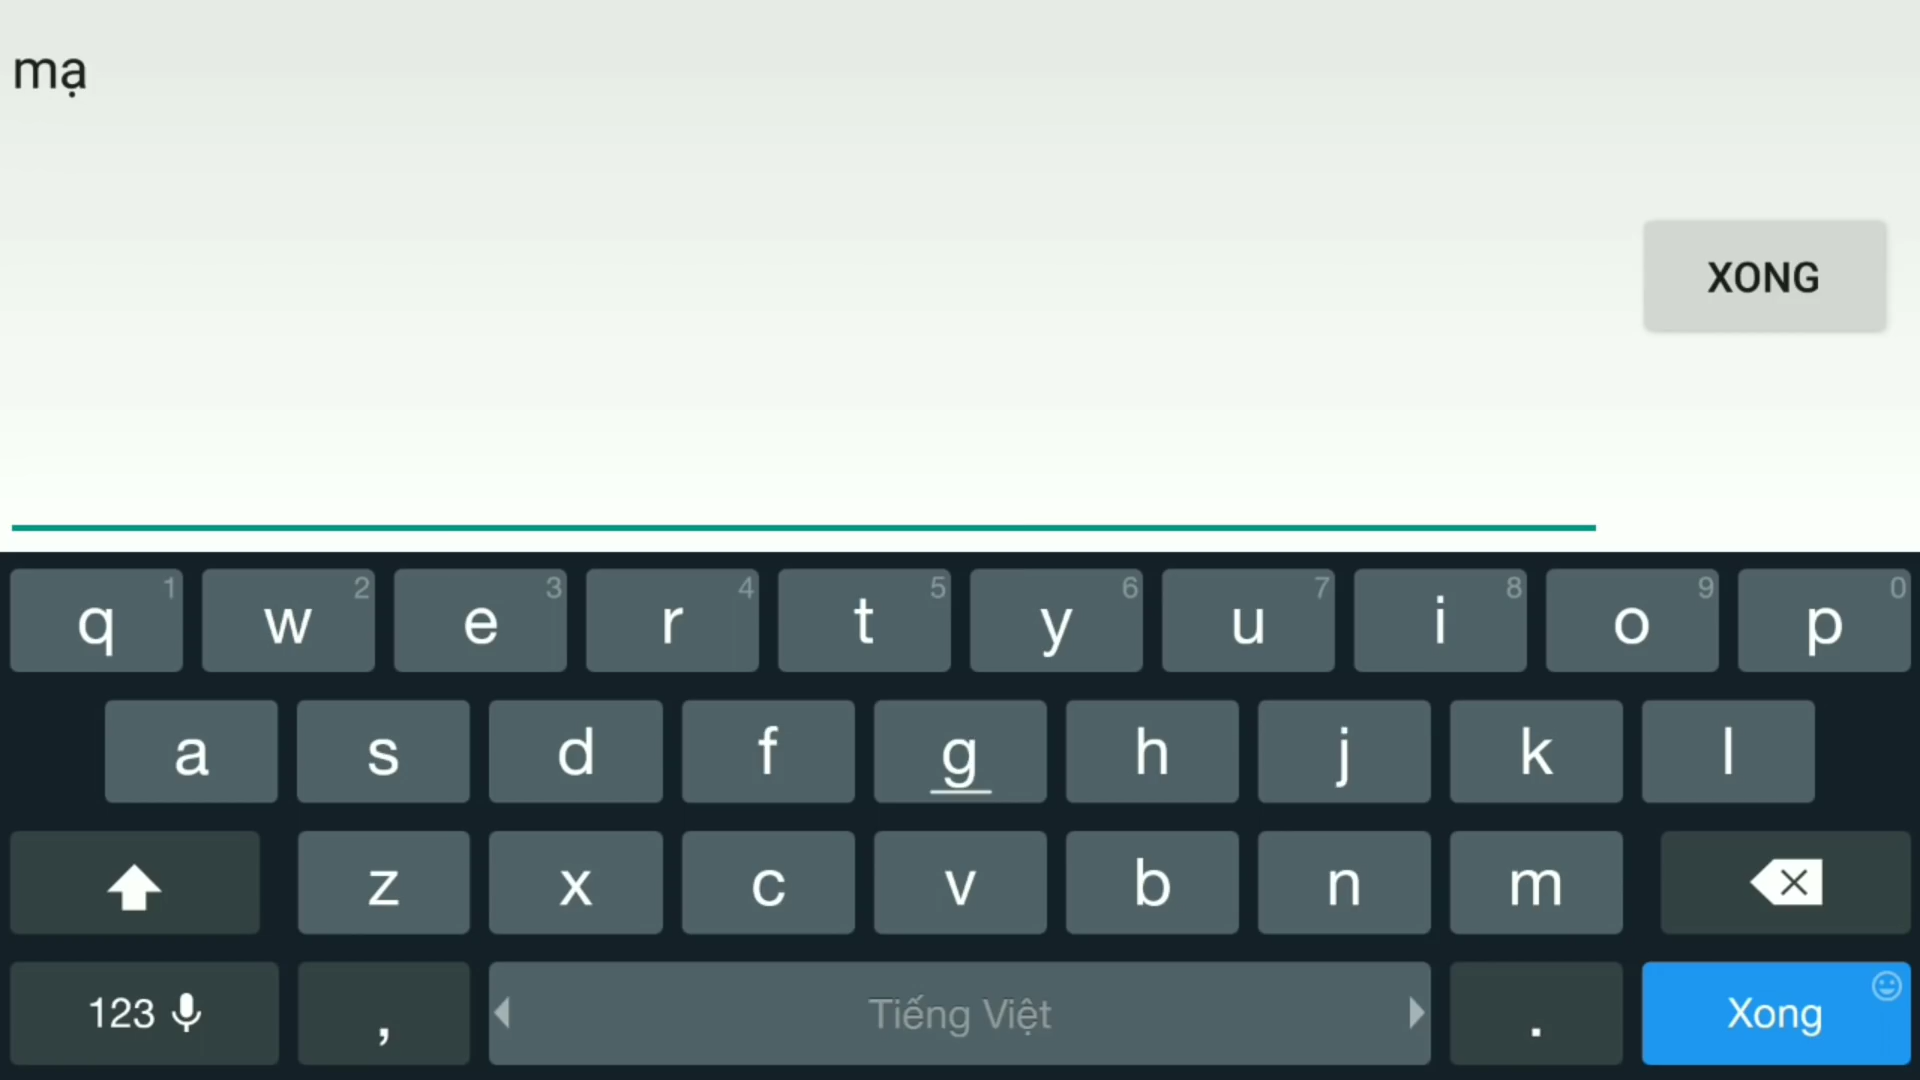 mạ
XONG
q 1 w 2 e 3 r 4 t 5 y 6 u 7 i 8 o 9 p 0
a s d f g h j k l
z x c v b n m
123 , Tiếng Việt . Xong